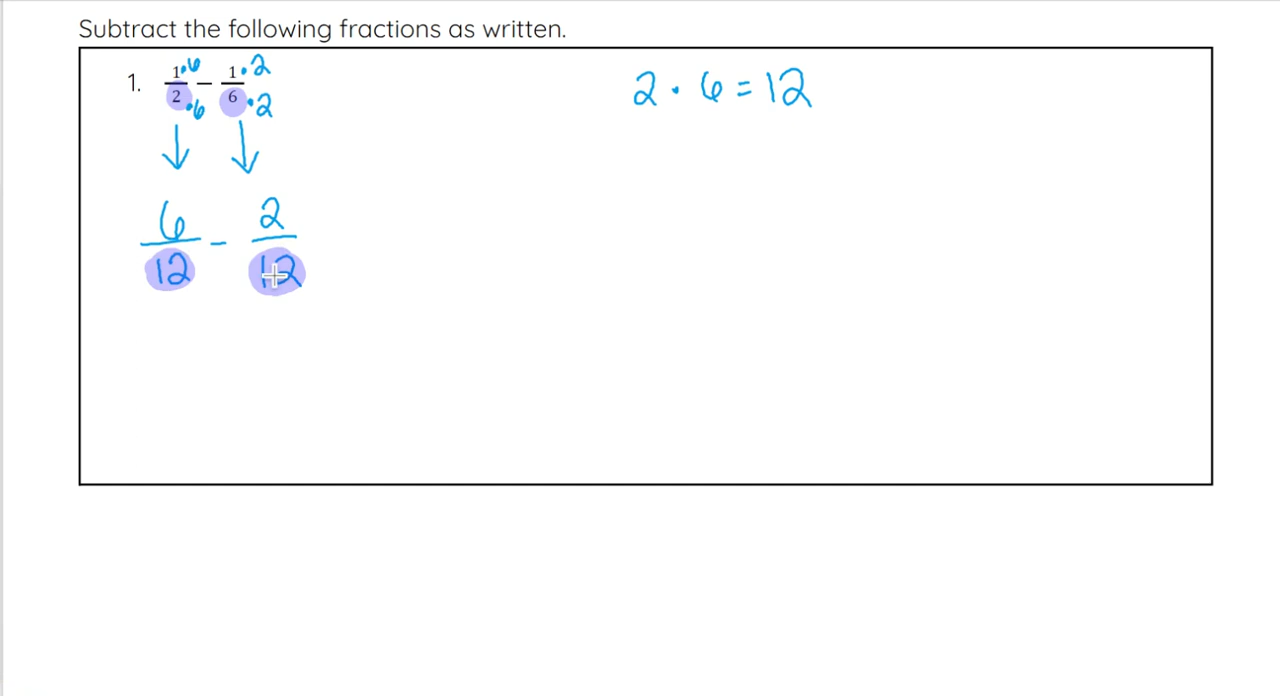 Subtract the following fractions as written.
1. 1·6/2·6 − 1·2/6·2
2 · 6 = 12
↓ ↓
6/12 − 2/12